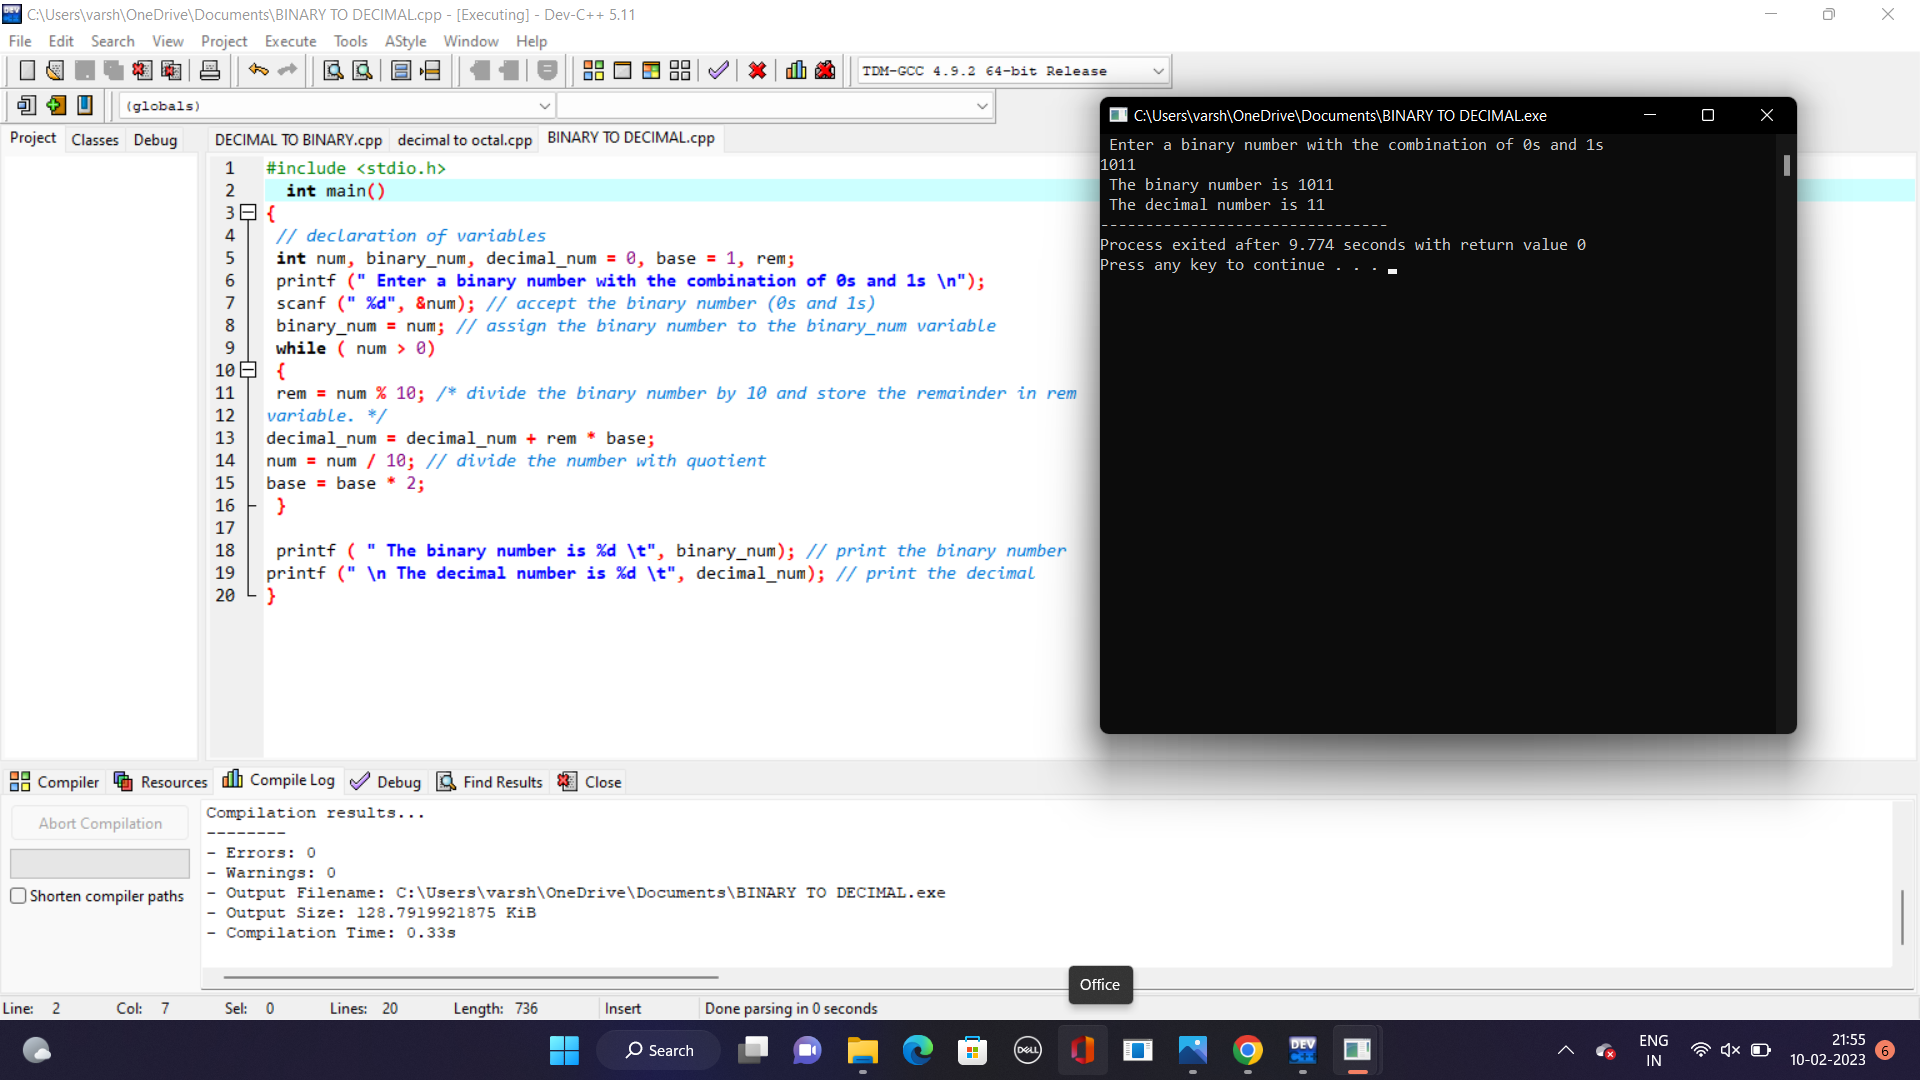 C:\Users\varsh\OneDrive\Documents\BINARY TO DECIMAL.cpp - [Executing] - Dev-C++ 5.11
File Edit Search View Project Execute Tools AStyle Window Help
TDM-GCC 4.9.2 64-bit Release
(globals)
Project Classes Debug
DECIMAL TO BINARY.cpp decimal to octal.cpp BINARY TO DECIMAL.cpp
1 #include <stdio.h>
2 int main()
3 {
4 // declaration of variables
5 int num, binary_num, decimal_num = 0, base = 1, rem;
6 printf (" Enter a binary number with the combination of 0s and 1s \n");
7 scanf (" %d", &num); // accept the binary number (0s and 1s)
8 binary_num = num; // assign the binary number to the binary_num variable
9 while ( num > 0)
10 {
11 rem = num % 10; /* divide the binary number by 10 and store the remainder in rem
12 variable. */
13 decimal_num = decimal_num + rem * base;
14 num = num / 10; // divide the number with quotient
15 base = base * 2;
16 }
17
18 printf ( " The binary number is %d \t", binary_num); // print the binary number
19 printf (" \n The decimal number is %d \t", decimal_num); // print the decimal
20 }
C:\Users\varsh\OneDrive\Documents\BINARY TO DECIMAL.exe
Enter a binary number with the combination of 0s and 1s
1011
The binary number is 1011
The decimal number is 11
--------------------------------
Process exited after 9.774 seconds with return value 0
Press any key to continue . . .
Compiler Resources Compile Log Debug Find Results Close
Abort Compilation
Shorten compiler paths
Compilation results...
--------
- Errors: 0
- Warnings: 0
- Output Filename: C:\Users\varsh\OneDrive\Documents\BINARY TO DECIMAL.exe
- Output Size: 128.7919921875 KiB
- Compilation Time: 0.33s
Office
Line: 2 Col: 7 Sel: 0 Lines: 20 Length: 736 Insert Done parsing in 0 seconds
Search
DELL
DEV C++
ENG
IN
21:55
10-02-2023
6